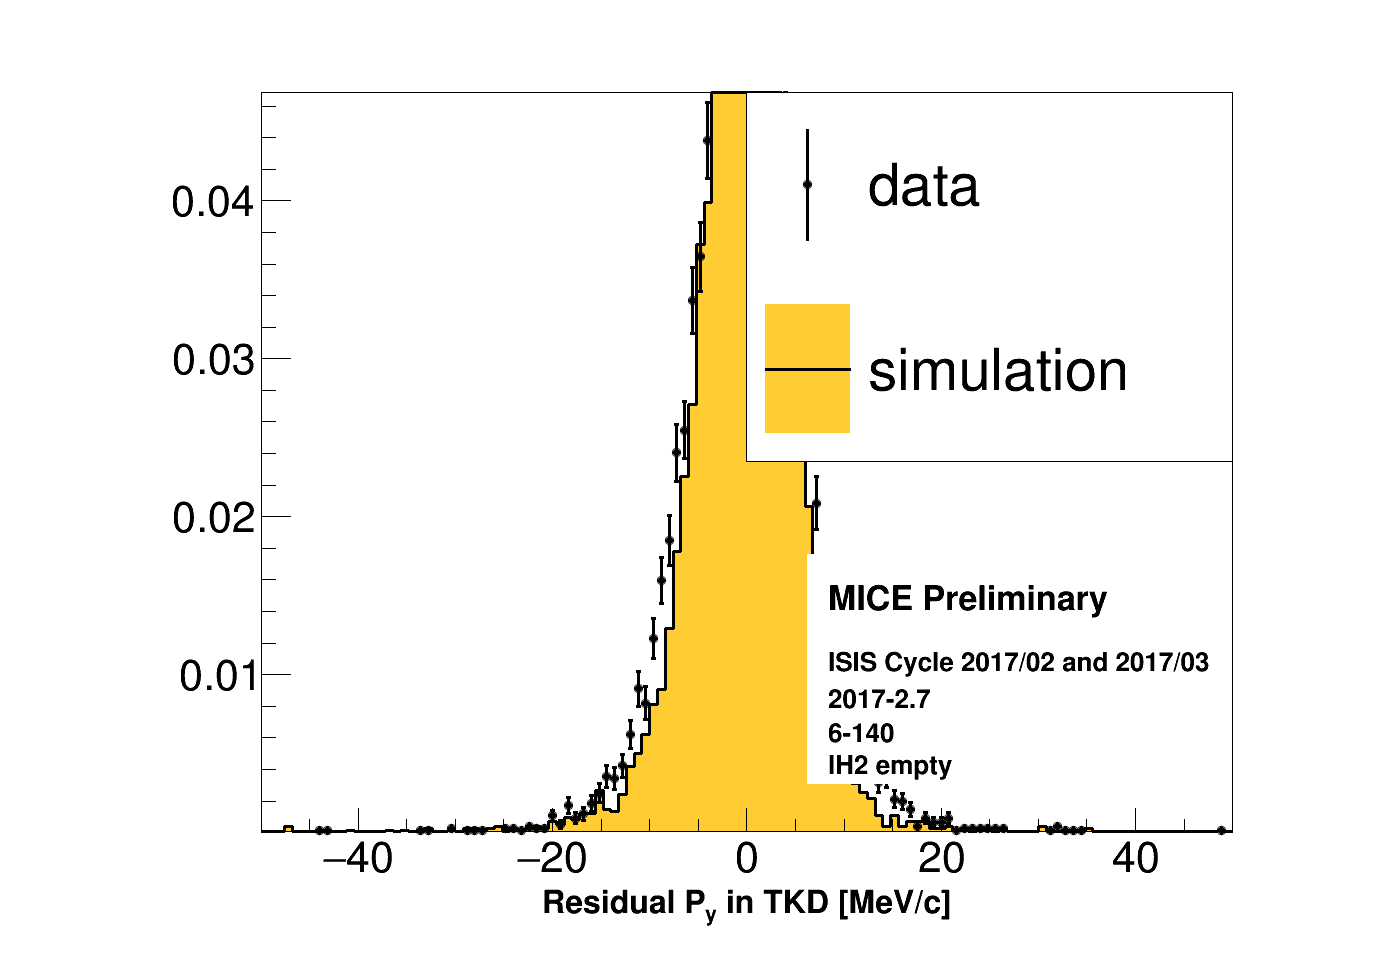 data
simulation
0.04
0.03
0.02
0.01
MICE Preliminary
ISIS Cycle 2017/02 and 2017/03
2017-2.7
6-140
IH2 empty
−40 −20 0 20 40
Residual Py in TKD [MeV/c]